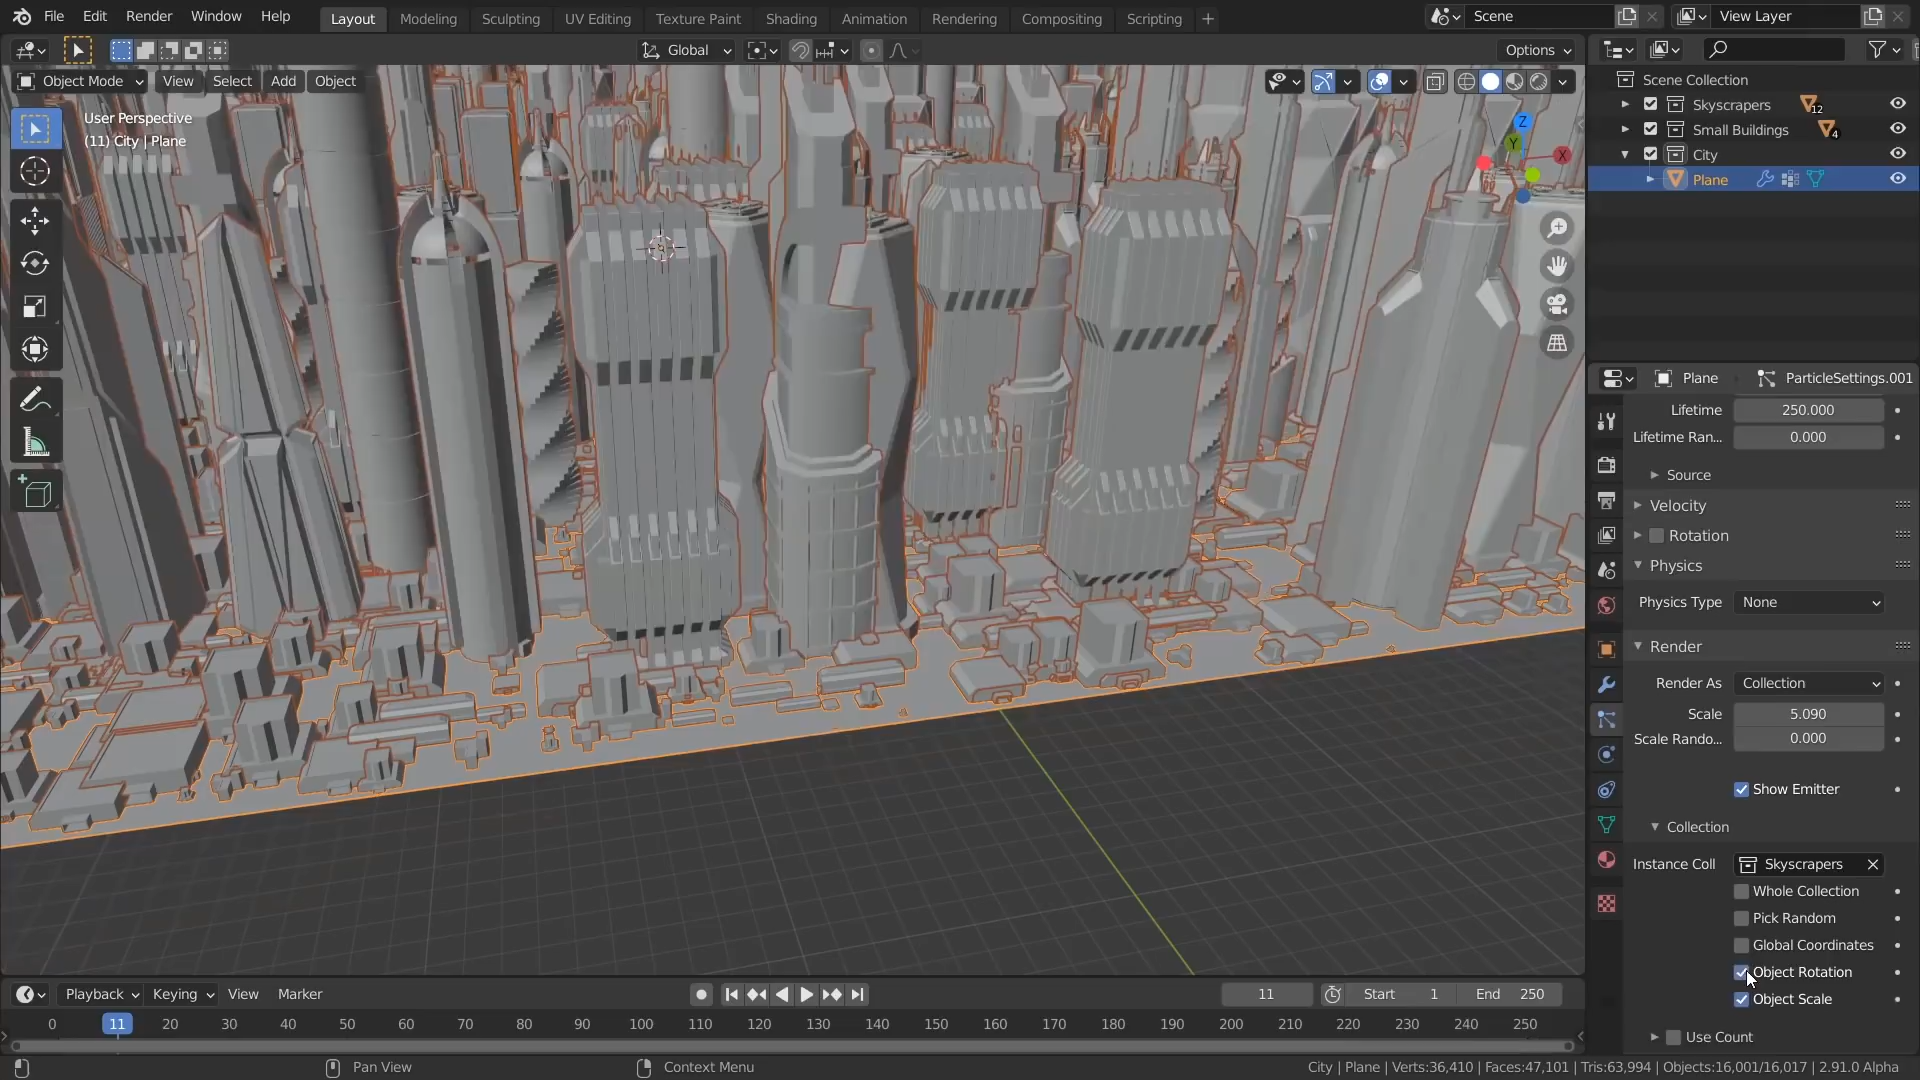 File Edit Render Window Help Layout Modeling Sculpting UV Editing Texture Paint Shading Animation Rendering Compositing Scripting + Scene View Layer
Global Options
Object Mode View Select Add Object
User Perspective
(11) City | Plane
Z
Y
X
Scene Collection
Skyscrapers 12
Small Buildings 4
City
Plane
Plane ParticleSettings.001
Lifetime 250.000
Lifetime Ran... 0.000
Source
Velocity
Rotation
Physics
Physics Type None
Render
Render As Collection
Scale 5.090
Scale Rando... 0.000
Show Emitter
Collection
Instance Coll Skyscrapers
Whole Collection
Pick Random
Global Coordinates
Object Rotation
Object Scale
Use Count
Playback Keying View Marker 11 Start 1 End 250
0 11 20 30 40 50 60 70 80 90 100 110 120 130 140 150 160 170 180 190 200 210 220 230 240 250
Pan View Context Menu City | Plane | Verts:36,410 | Faces:47,101 | Tris:63,994 | Objects:16,001/16,017 | 2.91.0 Alpha